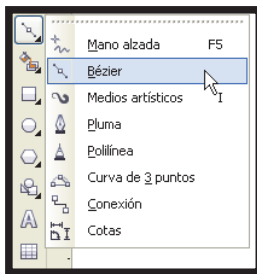 Mano alzada F5
Bézier
Medios artísticos I
Pluma
Polilínea
Curva de 3 puntos
Conexión
Cotas